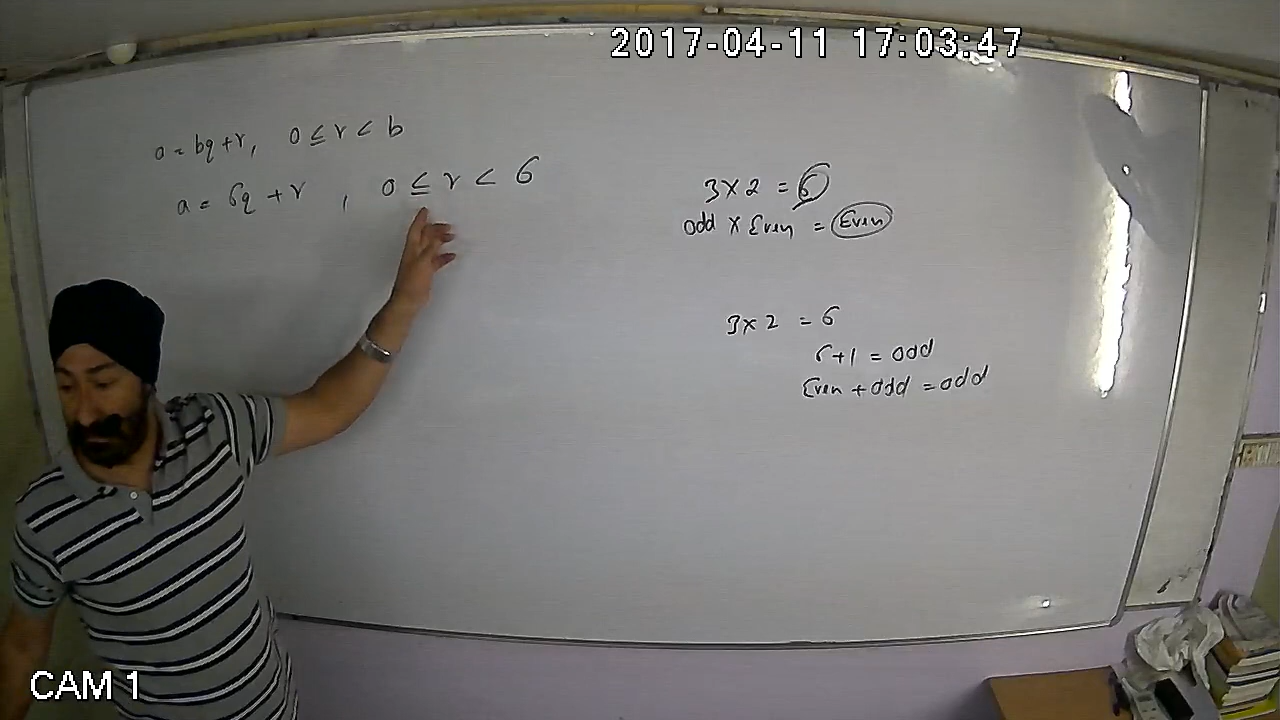 2017-04-11 17:03:47
a = bq + r, 0 ≤ r < b
a = 6q + r , 0 ≤ r < 6
3 x 2 = 6
odd x Even = Even
3 x 2 = 6
6 + 1 = odd
Even + odd = odd
CAM 1